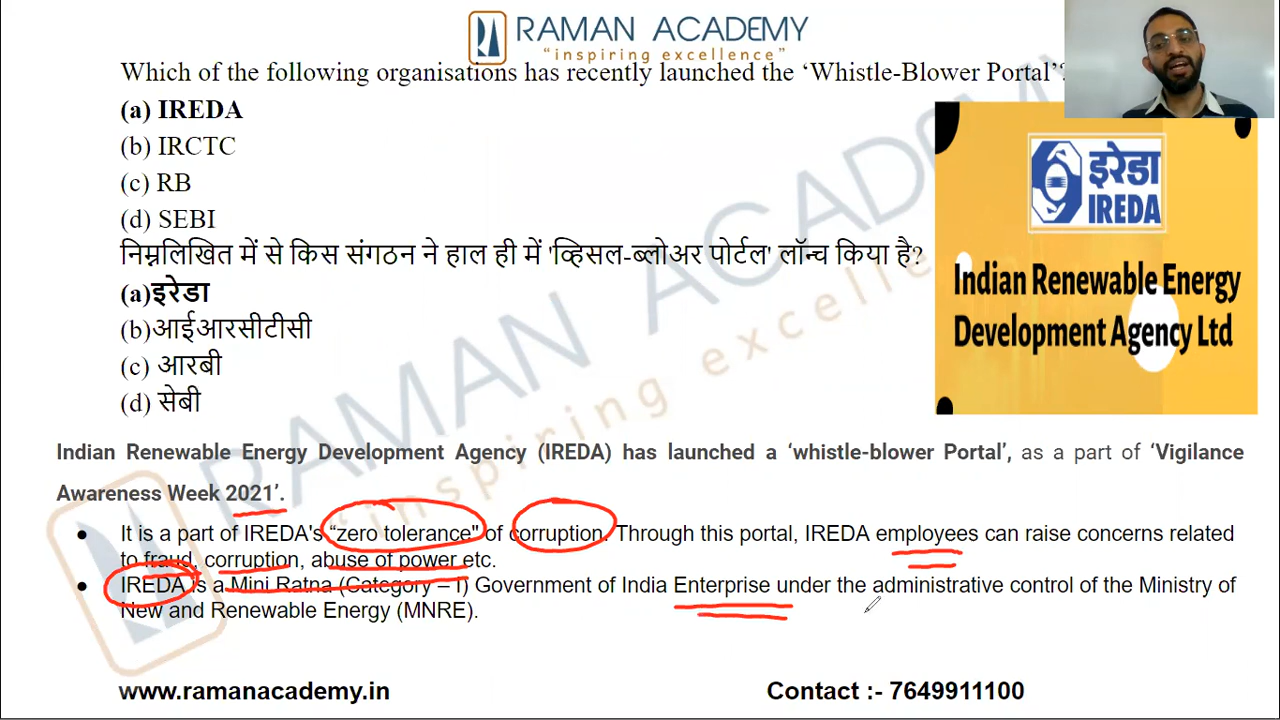 RAMAN ACADEMY
"inspiring excellence"
Which of the following organisations has recently launched the ‘Whistle-Blower Portal’?
(a) IREDA
(b) IRCTC
(c) RB
(d) SEBI
निम्नलिखित में से किस संगठन ने हाल ही में 'व्हिसल-ब्लोअर पोर्टल' लॉन्च किया है?
(a)इरेडा
(b)आईआरसीटीसी
(c) आरबी
(d) सेबी
इरेडा
IREDA
Indian Renewable Energy
Development Agency Ltd
Indian Renewable Energy Development Agency (IREDA) has launched a ‘whistle-blower Portal’, as a part of ‘Vigilance
Awareness Week 2021’.
● It is a part of IREDA's “zero tolerance" of corruption. Through this portal, IREDA employees can raise concerns related
to fraud, corruption, abuse of power etc.
● IREDA is a Mini Ratna (Category – I) Government of India Enterprise under the administrative control of the Ministry of
New and Renewable Energy (MNRE).
www.ramanacademy.in
Contact :- 7649911100
RAMAN ACADEMY
"inspiring excellence